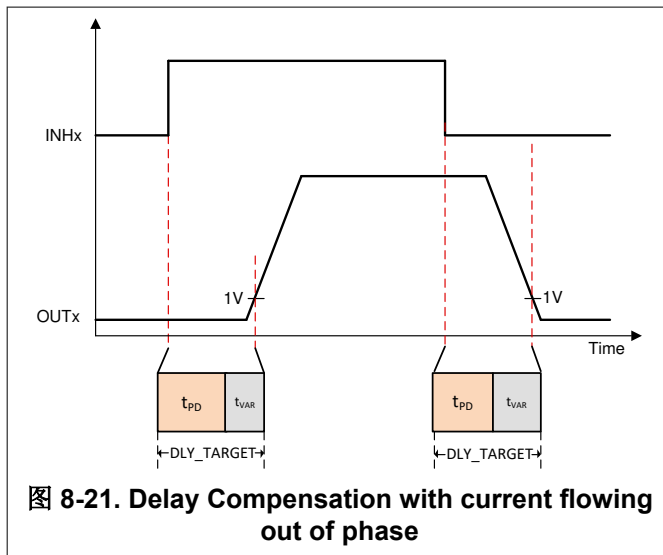 INHx
1V
1V
OUTx
Time
tPD
tVAR
tPD
tVAR
DLY_TARGET
DLY_TARGET
图 8-21. Delay Compensation with current flowing
out of phase